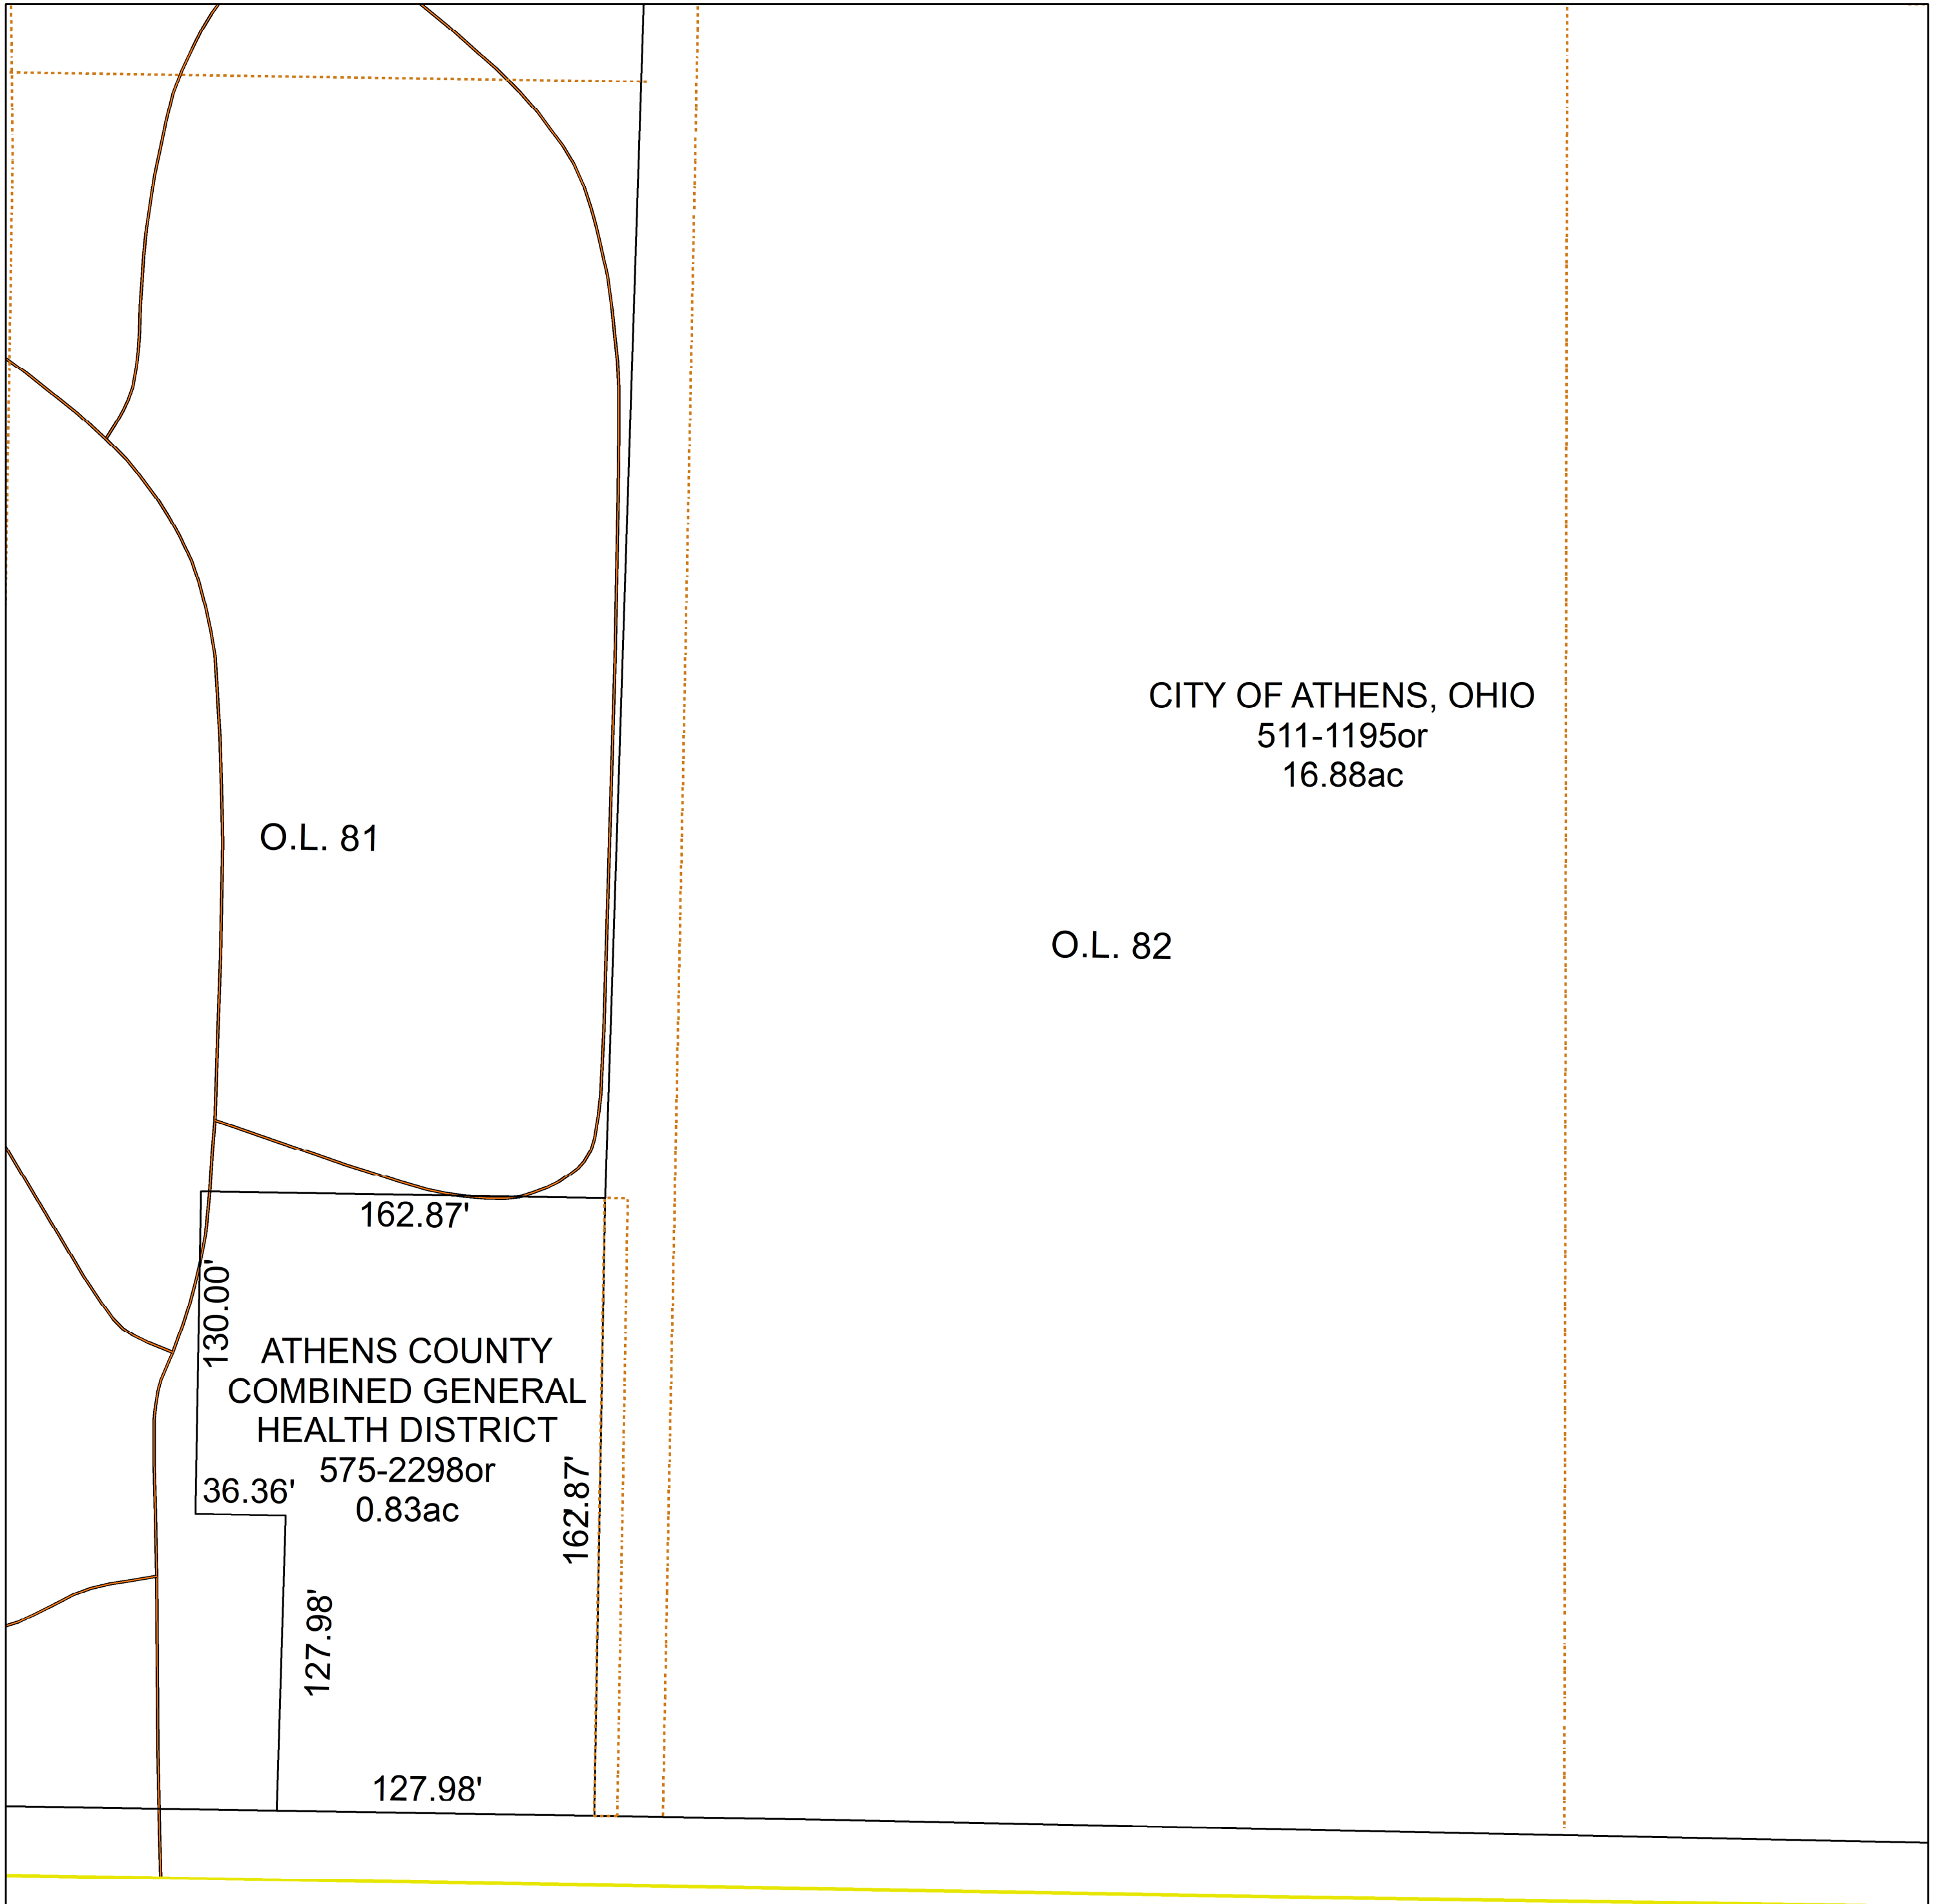 CITY OF ATHENS, OHIO
511-1195or
16.88ac
O.L. 81
O.L. 82
162.87'
130.00'
ATHENS COUNTY
COMBINED GENERAL
HEALTH DISTRICT
575-2298or
0.83ac
36.36'
162.87'
127.98'
127.98'